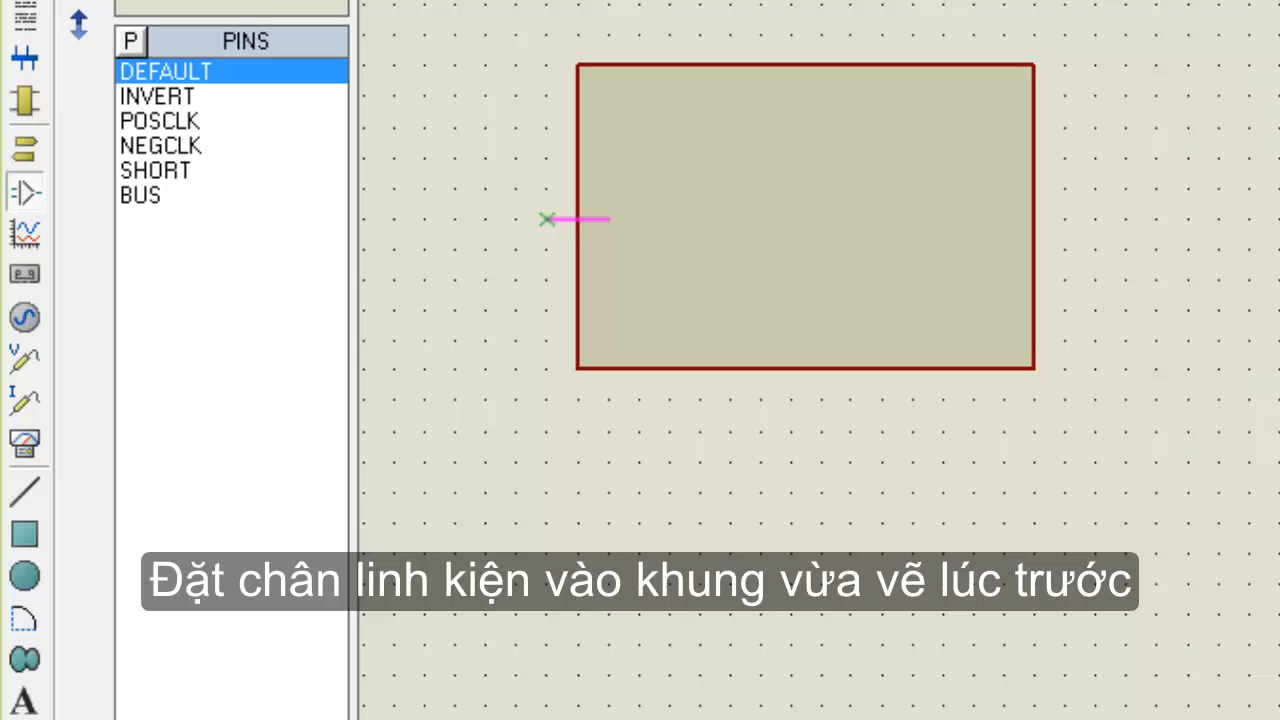 P
PINS
DEFAULT
INVERT
POSCLK
NEGCLK
SHORT
BUS
V
I
A
Đặt chân linh kiện vào khung vừa vẽ lúc trước